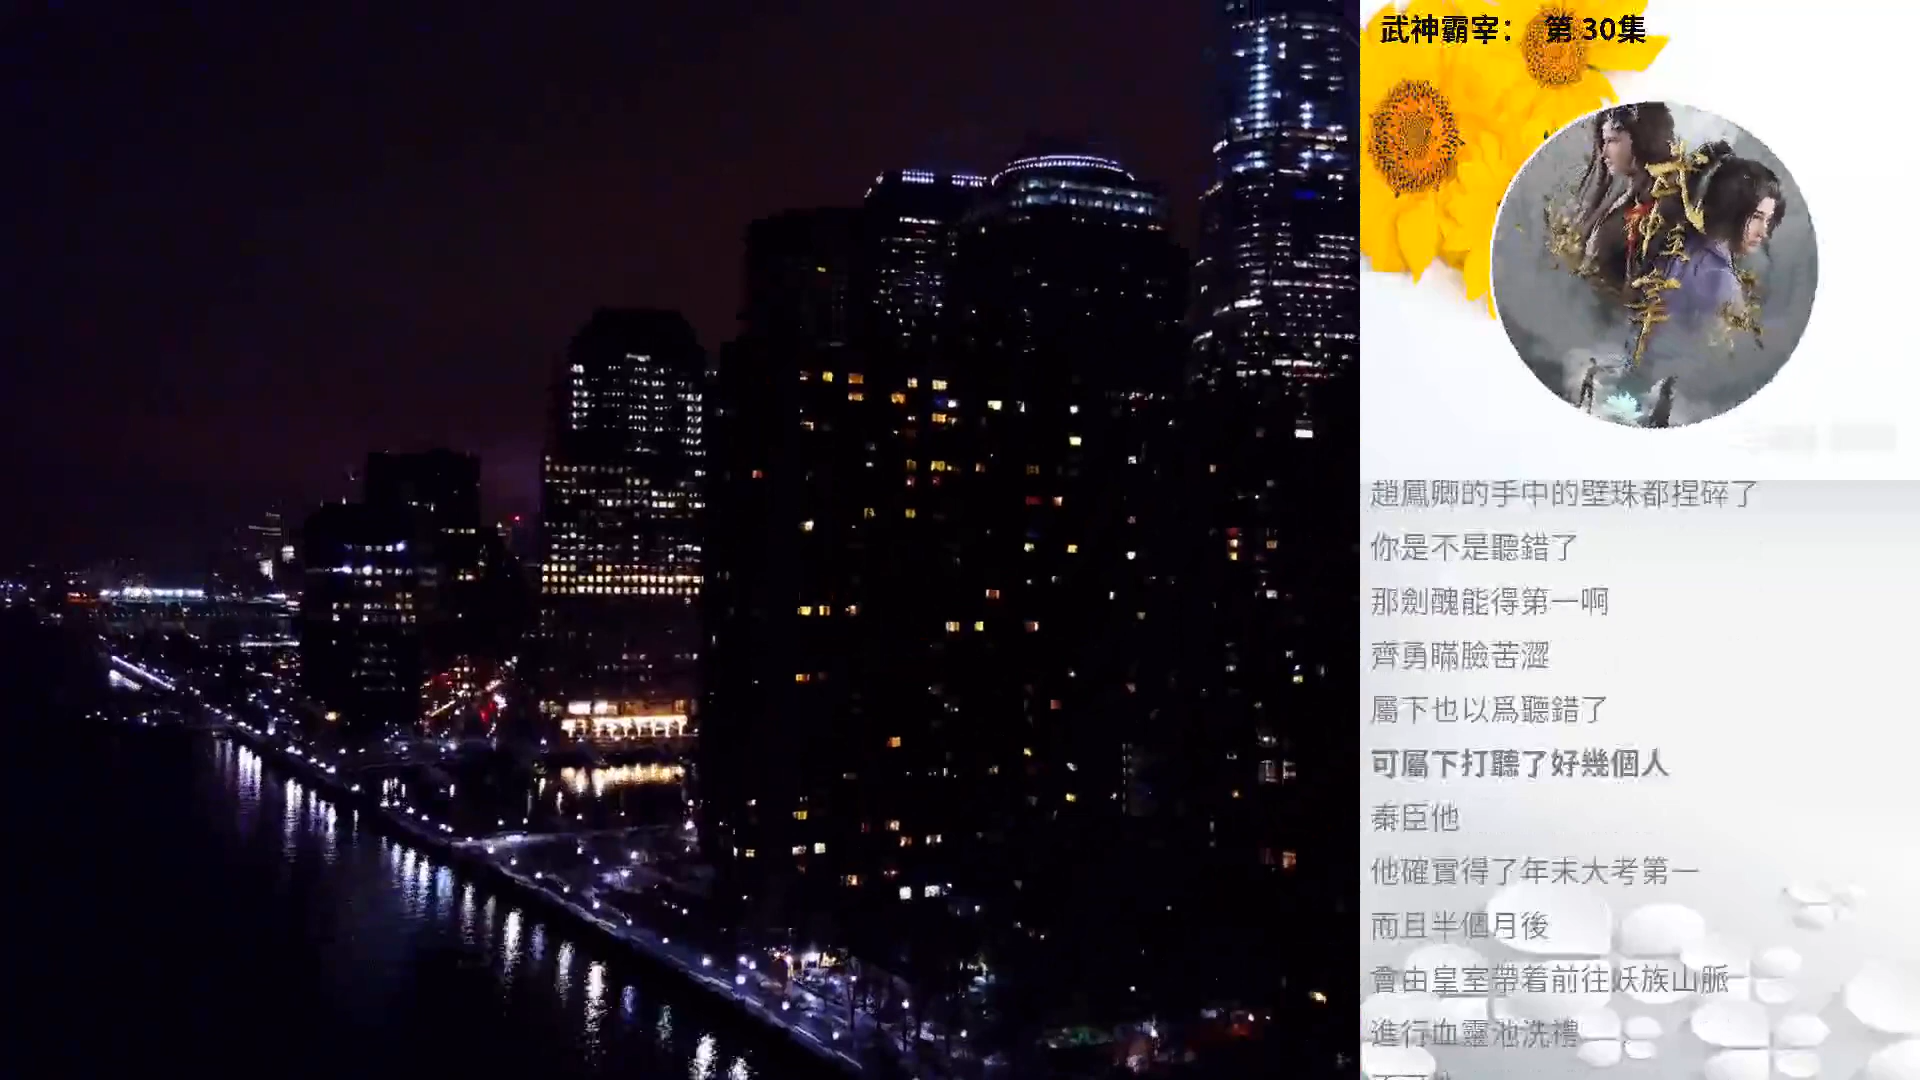 武神霸宰： 第 30集
武神主宰
趙鳳卿的手中的壁珠都捏碎了
你是不是聽錯了
那劍醜能得第一啊
齊勇瞞臉苦澀
屬下也以爲聽錯了
可屬下打聽了好幾個人
秦臣他
他確實得了年末大考第一
而且半個月後
會由皇室帶着前往妖族山脈
進行血靈池洗禮